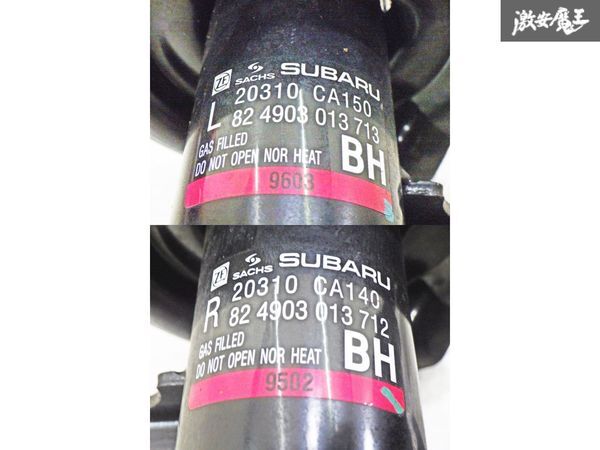 激安魔王
ZF SACHS SUBARU
L 20310 CA150
82 4903 013 713
GAS FILLED
DO NOT OPEN NOR HEAT BH
9603
ZF SACHS SUBARU
R 20310 CA140
82 4903 013 712
GAS FILLED
DO NOT OPEN NOR HEAT BH
9502